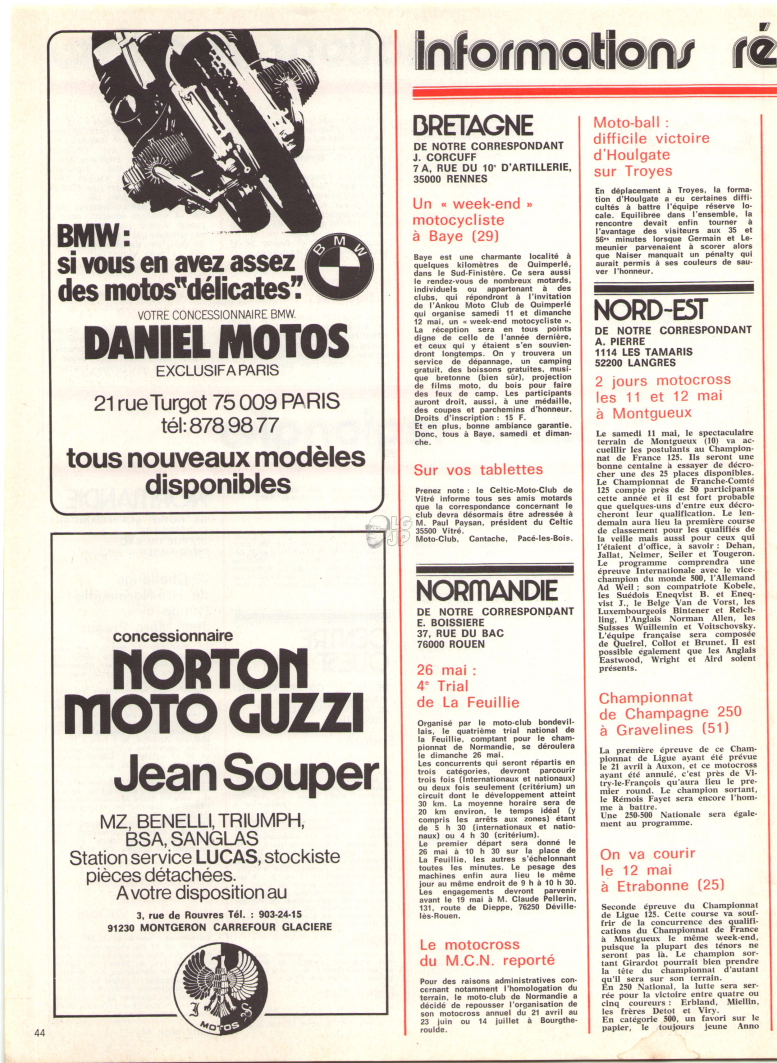 BMW :
si vous en avez assez
des motos "délicates".
BMW
VOTRE CONCESSIONNAIRE BMW.
DANIEL MOTOS
EXCLUSIF A PARIS
21 rue Turgot 75 009 PARIS
tél: 878 98 77
tous nouveaux modèles
disponibles
concessionnaire
NORTON
MOTO GUZZI
Jean Souper
MZ, BENELLI, TRIUMPH,
BSA, SANGLAS
Station service LUCAS, stockiste
pièces détachées.
A votre disposition au
3, rue de Rouvres Tél. : 903-24-15
91230 MONTGERON CARREFOUR GLACIERE
J S
MOTOS
44
informations ré
BRETAGNE
DE NOTRE CORRESPONDANT
J. CORCUFF
7 A, RUE DU 10e D'ARTILLERIE,
35000 RENNES
Un « week-end »
motocycliste
à Baye (29)
Baye est une charmante localité à
quelques kilomètres de Quimperlé,
dans le Sud-Finistère. Ce sera aussi
le rendez-vous de nombreux motards,
individuels ou appartenant à des
clubs, qui répondront à l'invitation
de l'Ankou Moto Club de Quimperlé
qui organise samedi 11 et dimanche
12 mai, un « week-end motocycliste ».
La réception sera en tous points
digne de celle de l'année dernière,
et ceux qui y étaient s'en souvien-
dront longtemps. On y trouvera un
service de dépannage, un camping
gratuit, des boissons gratuites, musi-
que bretonne (bien sûr), projection
de films moto, du bois pour faire
des feux de camp. Les participants
auront droit, aussi, à une médaille,
des coupes et parchemins d'honneur.
Droits d'inscription : 15 F.
Et en plus, bonne ambiance garantie.
Donc, tous à Baye, samedi et diman-
che.
Sur vos tablettes
Prenez note : le Celtic-Moto-Club de
Vitré informe tous ses amis motards
que la correspondance concernant le
club devra désormais être adressée à
M. Paul Paysan, président du Celtic
35500 Vitré.
Moto-Club, Cantache, Pacé-les-Bois.
NORMANDIE
DE NOTRE CORRESPONDANT
E. BOISSIERE
37, RUE DU BAC
76000 ROUEN
26 mai :
4e Trial
de La Feuillie
Organisé par le moto-club bondevil-
lais, le quatrième trial national de
la Feuillie, comptant pour le cham-
pionnat de Normandie, se déroulera
le dimanche 26 mai.
Les concurrents qui seront répartis en
trois catégories, devront parcourir
trois fois (Internationaux et nationaux)
ou deux fois seulement (critérium) un
circuit dont le développement atteint
30 km. La moyenne horaire sera de
20 km environ, le temps idéal (y
compris les arrêts aux zones) étant
de 5 h 30 (internationaux et natio-
naux) ou 4 h 30 (critérium).
Le premier départ sera donné le
26 mai à 10 h 30 sur la place de
La Feuillie, les autres s'échelonnant
toutes les minutes. Le pesage des
machines enfin aura lieu le même
jour au même endroit de 9 h à 10 h 30.
Les engagements devront parvenir
avant le 19 mai à M. Claude Pellerin,
131, route de Dieppe, 76250 Déville-
lès-Rouen.
Le motocross
du M.C.N. reporté
Pour des raisons administratives con-
cernant notamment l'homologation du
terrain, le moto-club de Normandie a
décidé de repousser l'organisation de
son motocross annuel du 21 avril au
23 juin ou 14 juillet à Bourgthe-
roulde.
Moto-ball :
difficile victoire
d'Houlgate
sur Troyes
En déplacement à Troyes, la forma-
tion d'Houlgate a eu certaines diffi-
cultés à battre l'équipe réserve lo-
cale. Equilibrée dans l'ensemble, la
rencontre devait enfin tourner à
l'avantage des visiteurs aux 35 et
56es minutes lorsque Germain et Le-
meunier parvenaient à scorer alors
que Naiser manquait un pénalty qui
aurait permis à ses couleurs de sau-
ver l'honneur.
NORD-EST
DE NOTRE CORRESPONDANT
A. PIERRE
1114 LES TAMARIS
52200 LANGRES
2 jours motocross
les 11 et 12 mai
à Montgueux
Le samedi 11 mai, le spectaculaire
terrain de Montgueux (10) va ac-
cueillir les postulants au Champion-
nat de France 125. Ils seront une
bonne centaine à essayer de décro-
cher une des 25 places disponibles.
Le Championnat de Franche-Comté
125 compte près de 50 participants
cette année et il est fort probable
que quelques-uns d'entre eux décro-
cheront leur qualification. Le len-
demain aura lieu la première course
de classement pour les qualifiés de
la veille mais aussi pour ceux qui
l'étaient d'office, à savoir : Dehan,
Jallat, Neimer, Seiler et Tougeron.
Le programme comprendra une
épreuve Internationale avec le vice-
champion du monde 500, l'Allemand
Ad Weil ; son compatriote Kobele,
les Suédois Eneqvist B. et Eneq-
vist J., le Belge Van de Vorst, les
Luxembourgeois Bintener et Reich-
ling, l'Anglais Norman Allen, les
Suisses Wuillemin et Voitschovsky.
L'équipe française sera composée
de Queirel, Collot et Brunet. Il est
possible également que les Anglais
Eastwood, Wright et Aird soient
présents.
Championnat
de Champagne 250
à Gravelines (51)
La première épreuve de ce Cham-
pionnat de Ligue ayant été prévue
le 21 avril à Auxon, et ce motocross
ayant été annulé, c'est près de Vi-
try-le-François qu'aura lieu le pre-
mier round. Le champion sortant,
le Rémois Fayet sera encore l'hom-
me à battre.
Une 250-500 Nationale sera égale-
ment au programme.
On va courir
le 12 mai
à Etrabonne (25)
Seconde épreuve du Championnat
de Ligue 125. Cette course va souf-
frir de la concurrence des qualifi-
cations du Championnat de France
à Montgueux le même week-end,
puisque la plupart des ténors ne
seront pas là. Le champion sor-
tant Girardot pourrait bien prendre
la tête du championnat d'autant
qu'il sera sur son terrain.
En 250 National, la lutte sera ser-
rée pour la victoire entre quatre ou
cinq coureurs : Erbland, Miellin,
les frères Detot et Viry.
En catégorie 500, un favori sur le
papier, le toujours jeune Anno